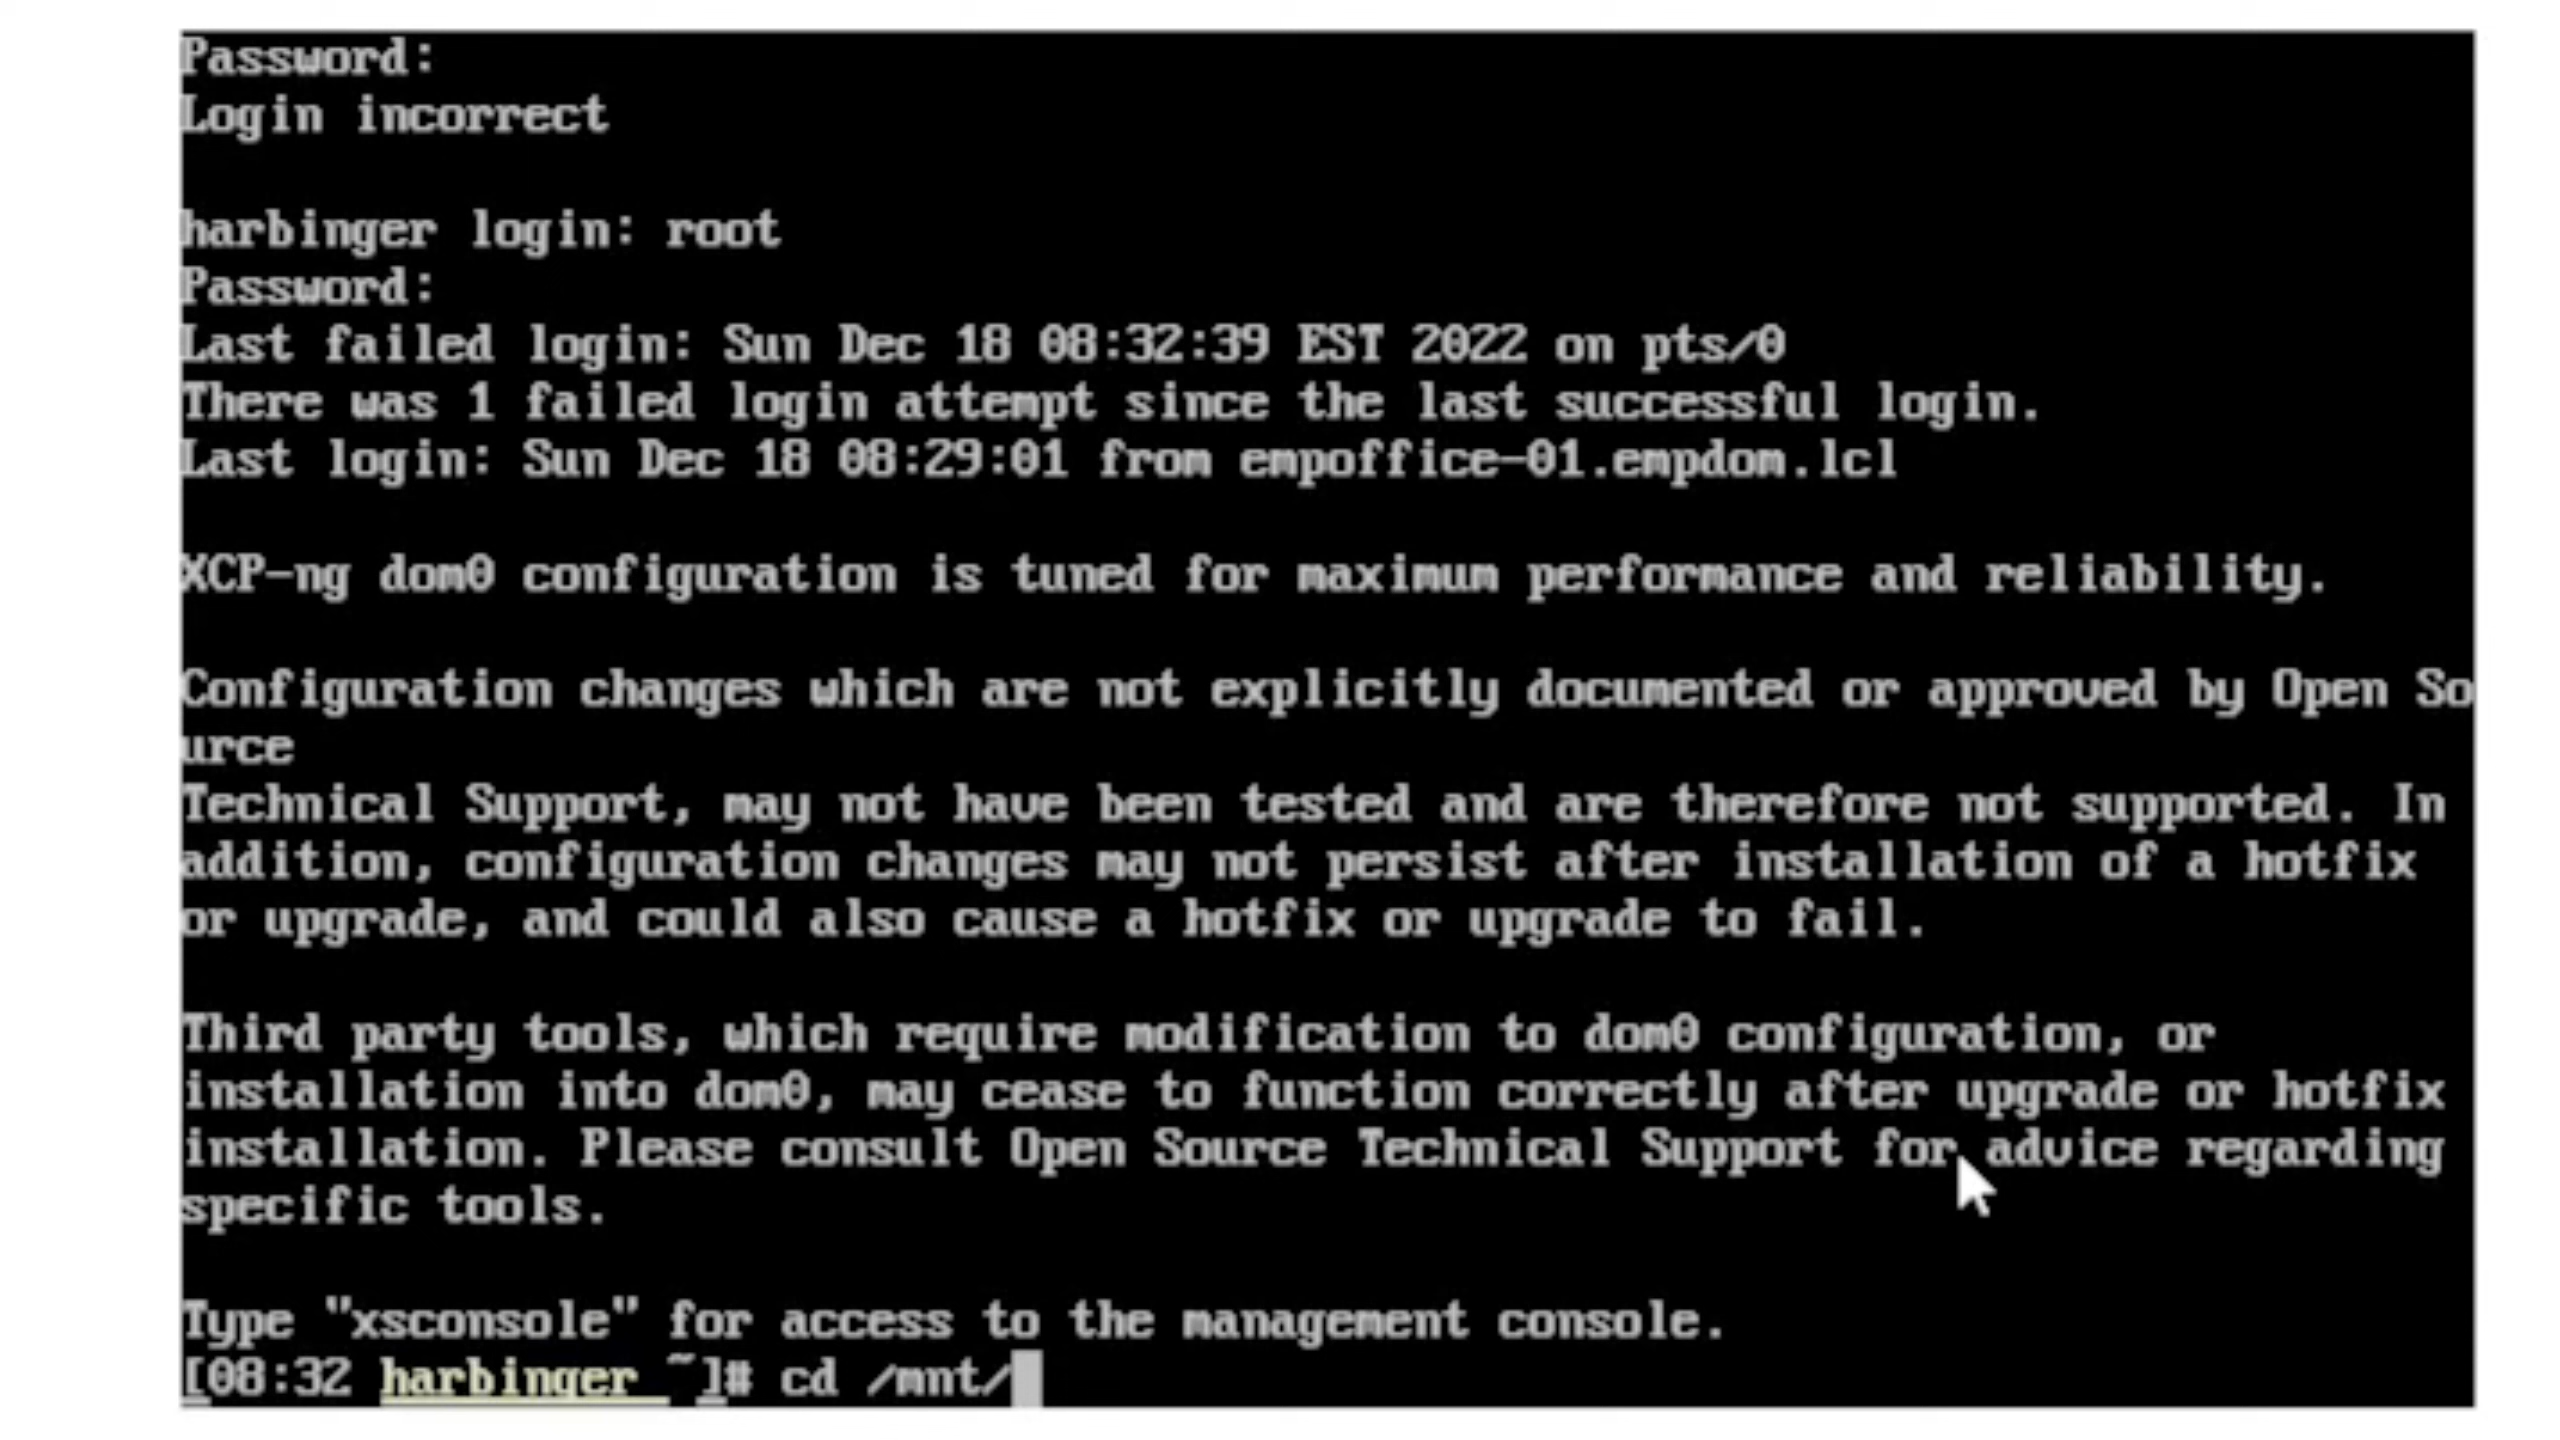 Password:
Login incorrect
harbinger login: root
Password:
Last failed login: Sun Dec 18 08:32:39 EST 2022 on pts/0
There was 1 failed login attempt since the last successful login.
Last login: Sun Dec 18 08:29:01 from empoffice-01.empdom.lcl
XCP-ng dom0 configuration is tuned for maximum performance and reliability.
Configuration changes which are not explicitly documented or approved by Open So
urce
Technical Support, may not have been tested and are therefore not supported. In
addition, configuration changes may not persist after installation of a hotfix
or upgrade, and could also cause a hotfix or upgrade to fail.
Third party tools, which require modification to dom0 configuration, or
installation into dom0, may cease to function correctly after upgrade or hotfix
installation. Please consult Open Source Technical Support for advice regarding
specific tools.
Type "xsconsole" for access to the management console.
[08:32 harbinger ~]# cd /mnt/